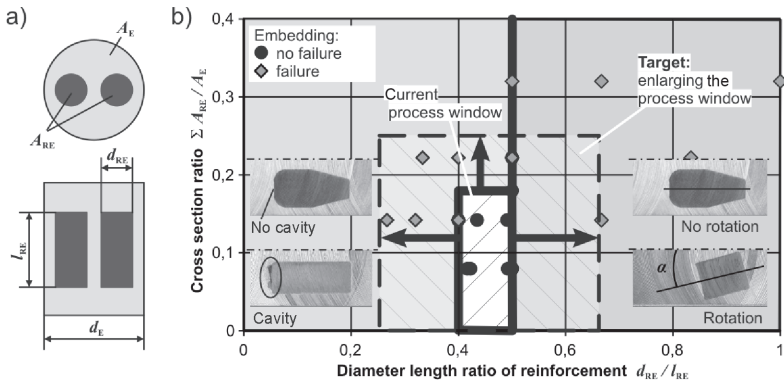 a)
A_E
A_RE
d_RE
l_RE
d_E
b)
Cross section ratio Σ A_RE / A_E
0,4
0,3
0,2
0,1
0
Embedding:
no failure
failure
Current
process window
Target:
enlarging the
process window
No cavity
No rotation
Cavity
α
Rotation
0
0,2
0,4
0,6
0,8
1
Diameter length ratio of reinforcement d_RE / l_RE